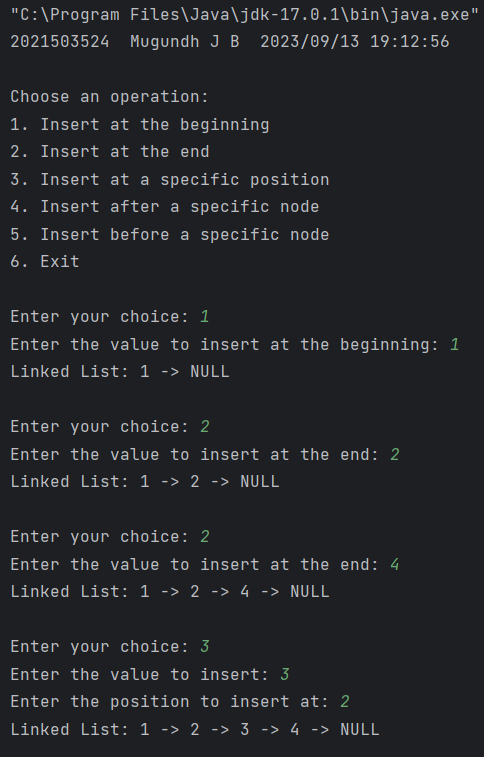 "C:\Program Files\Java\jdk-17.0.1\bin\java.exe"
2021503524  Mugundh J B  2023/09/13 19:12:56
Choose an operation:
1. Insert at the beginning
2. Insert at the end
3. Insert at a specific position
4. Insert after a specific node
5. Insert before a specific node
6. Exit
Enter your choice: 1
Enter the value to insert at the beginning: 1
Linked List: 1 -> NULL
Enter your choice: 2
Enter the value to insert at the end: 2
Linked List: 1 -> 2 -> NULL
Enter your choice: 2
Enter the value to insert at the end: 4
Linked List: 1 -> 2 -> 4 -> NULL
Enter your choice: 3
Enter the value to insert: 3
Enter the position to insert at: 2
Linked List: 1 -> 2 -> 3 -> 4 -> NULL